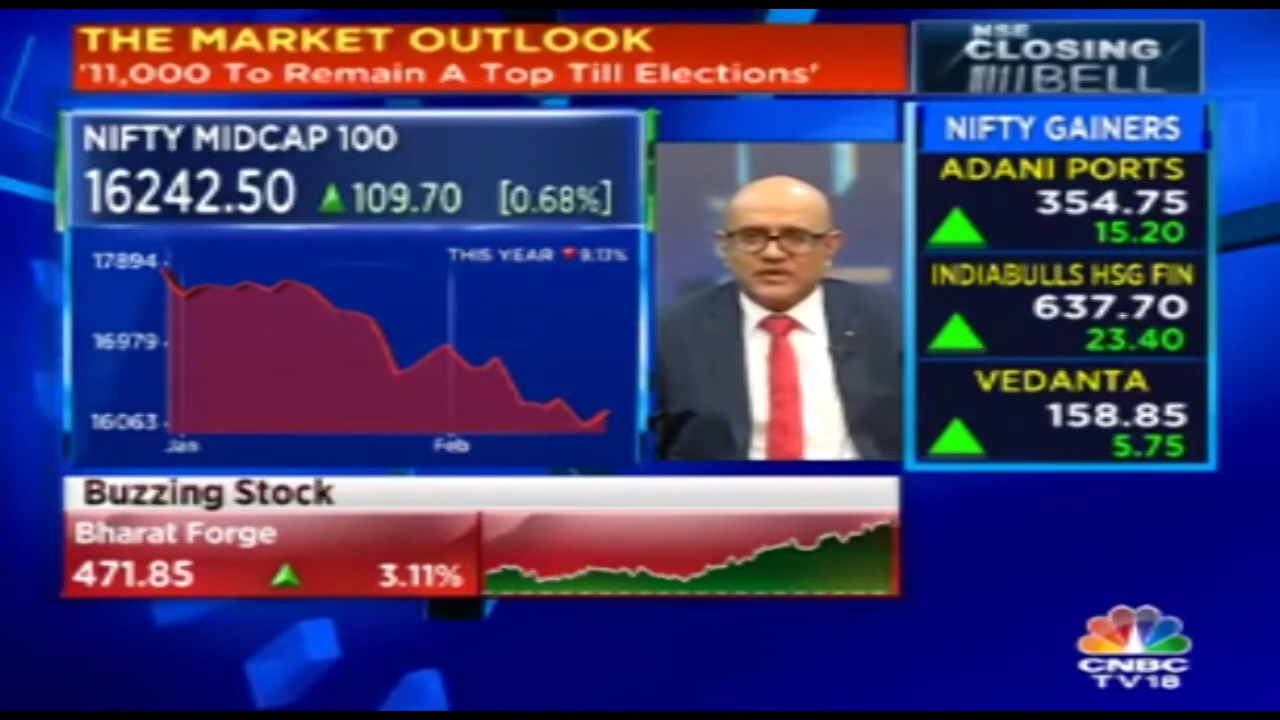 THE MARKET OUTLOOK
'11,000 To Remain A Top Till Elections'
NSE
CLOSING
BELL
NIFTY MIDCAP 100
16242.50 ▲ 109.70 [0.68%]
THIS YEAR ▼ 9.13%
17894
16979
16063
Jan Feb
NIFTY GAINERS
ADANI PORTS
354.75
15.20
INDIABULLS HSG FIN
637.70
23.40
VEDANTA
158.85
5.75
Buzzing Stock
Bharat Forge
471.85 ▲ 3.11%
CNBC
TV18